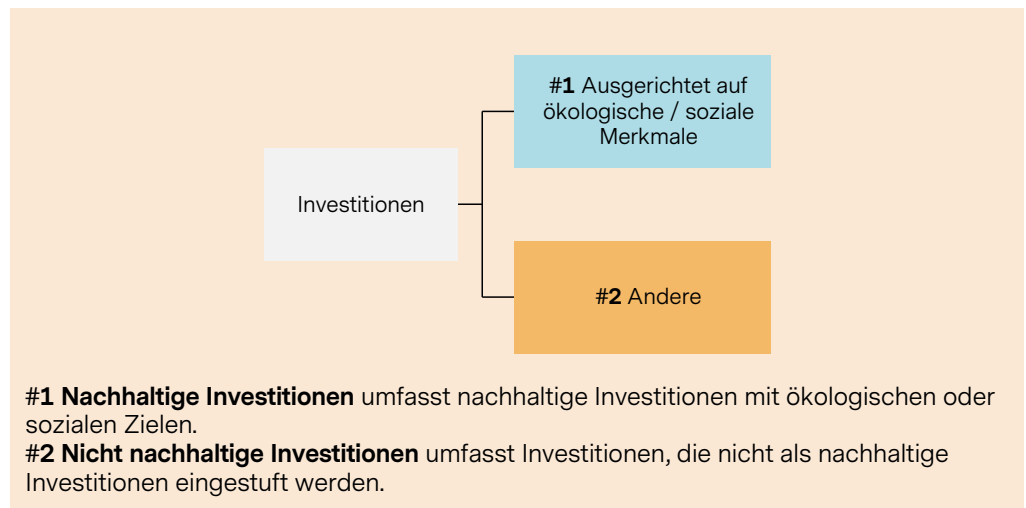 #1 Ausgerichtet auf
ökologische / soziale
Merkmale
Investitionen
#2 Andere
#1 Nachhaltige Investitionen umfasst nachhaltige Investitionen mit ökologischen oder
sozialen Zielen.
#2 Nicht nachhaltige Investitionen umfasst Investitionen, die nicht als nachhaltige
Investitionen eingestuft werden.